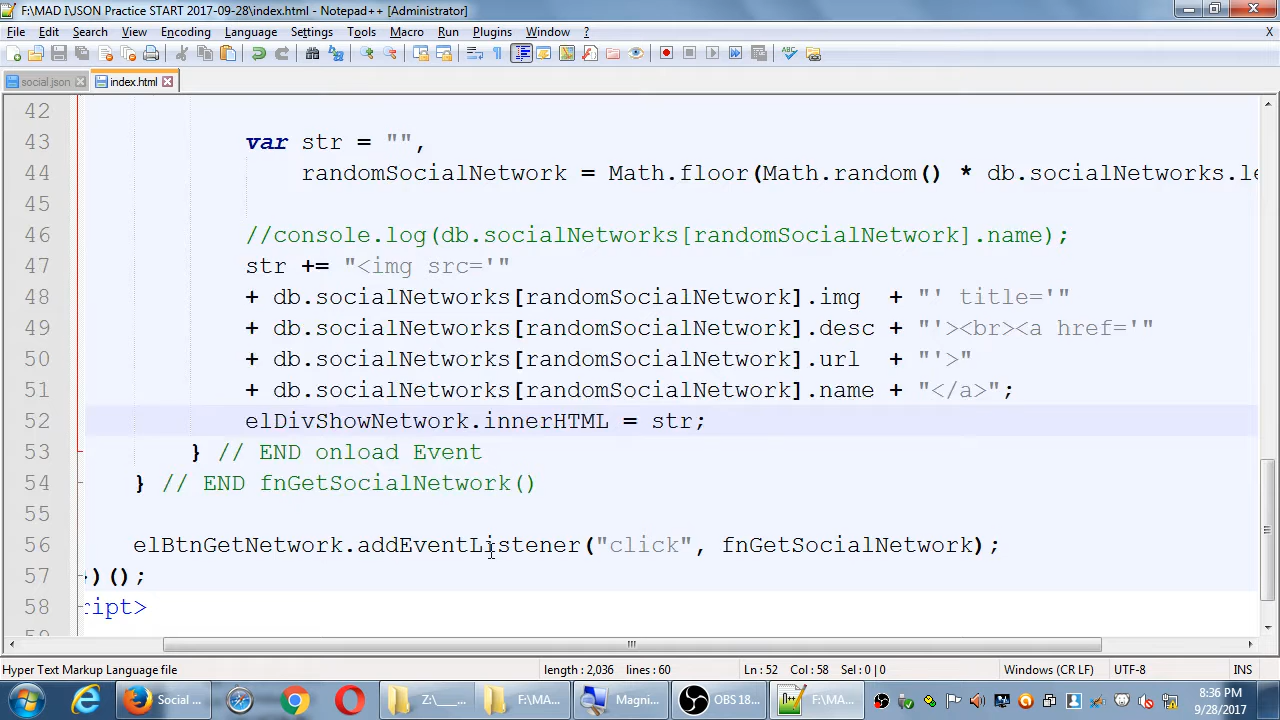 F:\MAD I\JSON Practice START 2017-09-28\index.html - Notepad++ [Administrator]
File Edit Search View Encoding Language Settings Tools Macro Run Plugins Window ? X
social.json index.html
42
43 var str = "",
44 randomSocialNetwork = Math.floor(Math.random() * db.socialNetworks.le
45
46 //console.log(db.socialNetworks[randomSocialNetwork].name);
47 str += "<img src='"
48 + db.socialNetworks[randomSocialNetwork].img + "' title='"
49 + db.socialNetworks[randomSocialNetwork].desc + "'><br><a href='"
50 + db.socialNetworks[randomSocialNetwork].url + "'>"
51 + db.socialNetworks[randomSocialNetwork].name + "</a>";
52 elDivShowNetwork.innerHTML = str;
53 } // END onload Event
54 } // END fnGetSocialNetwork()
55
56 elBtnGetNetwork.addEventListener("click", fnGetSocialNetwork);
57 })();
58 ript>
Hyper Text Markup Language file length : 2,036 lines : 60 Ln : 52 Col : 58 Sel : 0 | 0 Windows (CR LF) UTF-8 INS
Social ... Z:\___... F:\MA... Magni... OBS 18... F:\MA... 8:36 PM
9/28/2017